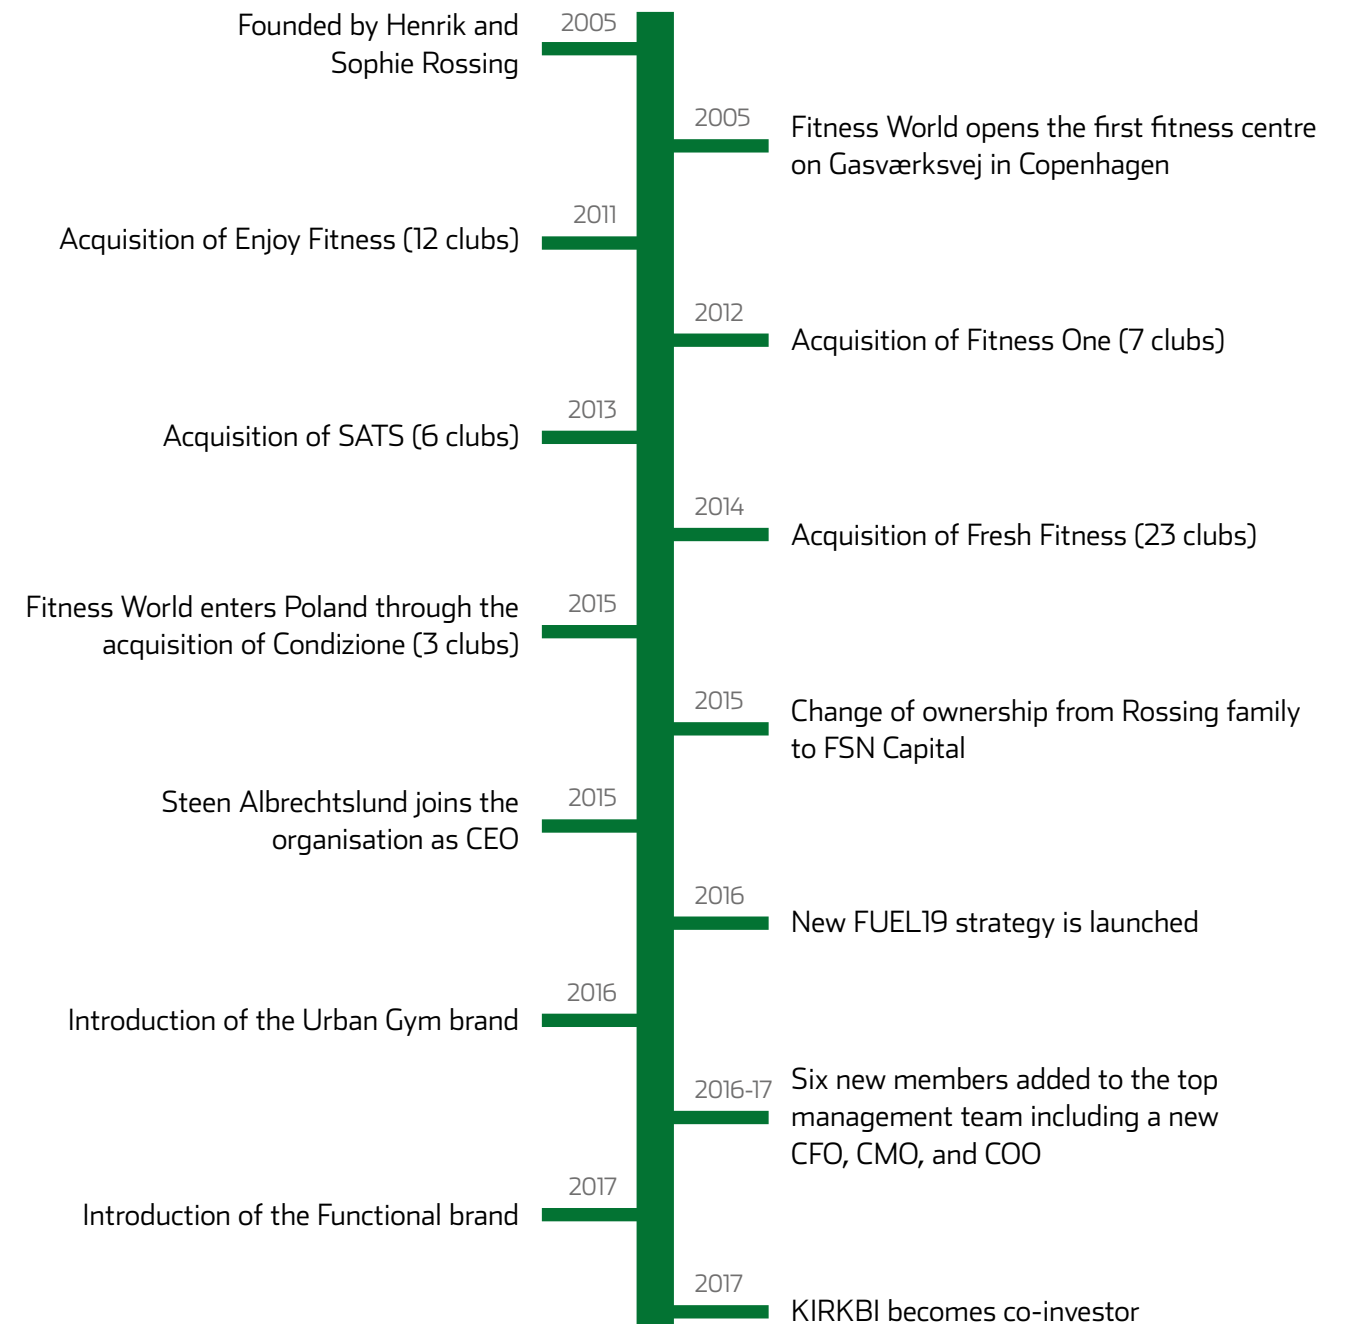 2005
Founded by Henrik and
Sophie Rossing
2005
Fitness World opens the first fitness centre
on Gasværksvej in Copenhagen
2011
Acquisition of Enjoy Fitness (12 clubs)
2012
Acquisition of Fitness One (7 clubs)
2013
Acquisition of SATS (6 clubs)
2014
Acquisition of Fresh Fitness (23 clubs)
2015
Fitness World enters Poland through the
acquisition of Condizione (3 clubs)
2015
Change of ownership from Rossing family
to FSN Capital
2015
Steen Albrechtslund joins the
organisation as CEO
2016
New FUEL19 strategy is launched
2016
Introduction of the Urban Gym brand
2016-17
Six new members added to the top
management team including a new
CFO, CMO, and COO
2017
Introduction of the Functional brand
2017
KIRKBI becomes co-investor